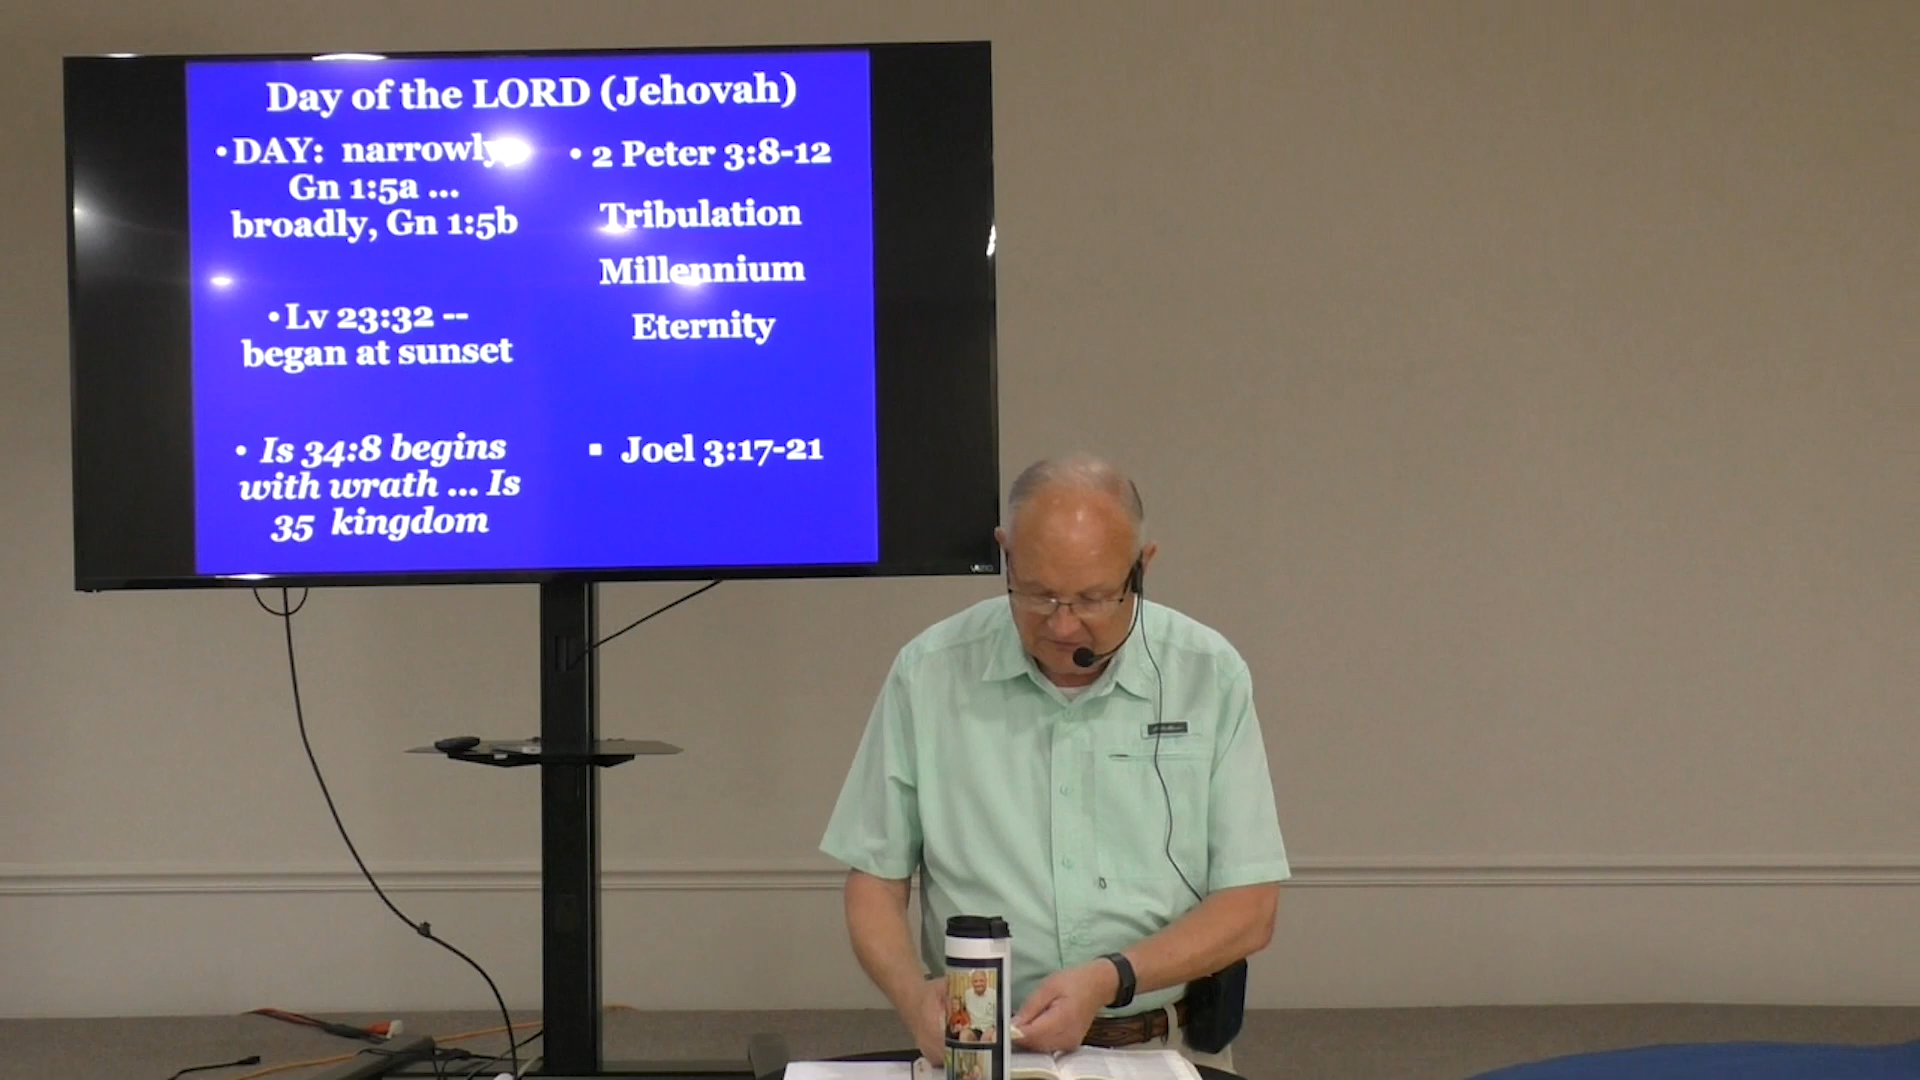 Day of the LORD (Jehovah)
• DAY: narrowly
Gn 1:5a ...
broadly, Gn 1:5b
• Lv 23:32 --
began at sunset
• Is 34:8 begins
with wrath ... Is
35 kingdom
• 2 Peter 3:8-12
Tribulation
Millennium
Eternity
▪ Joel 3:17-21
VIZIO